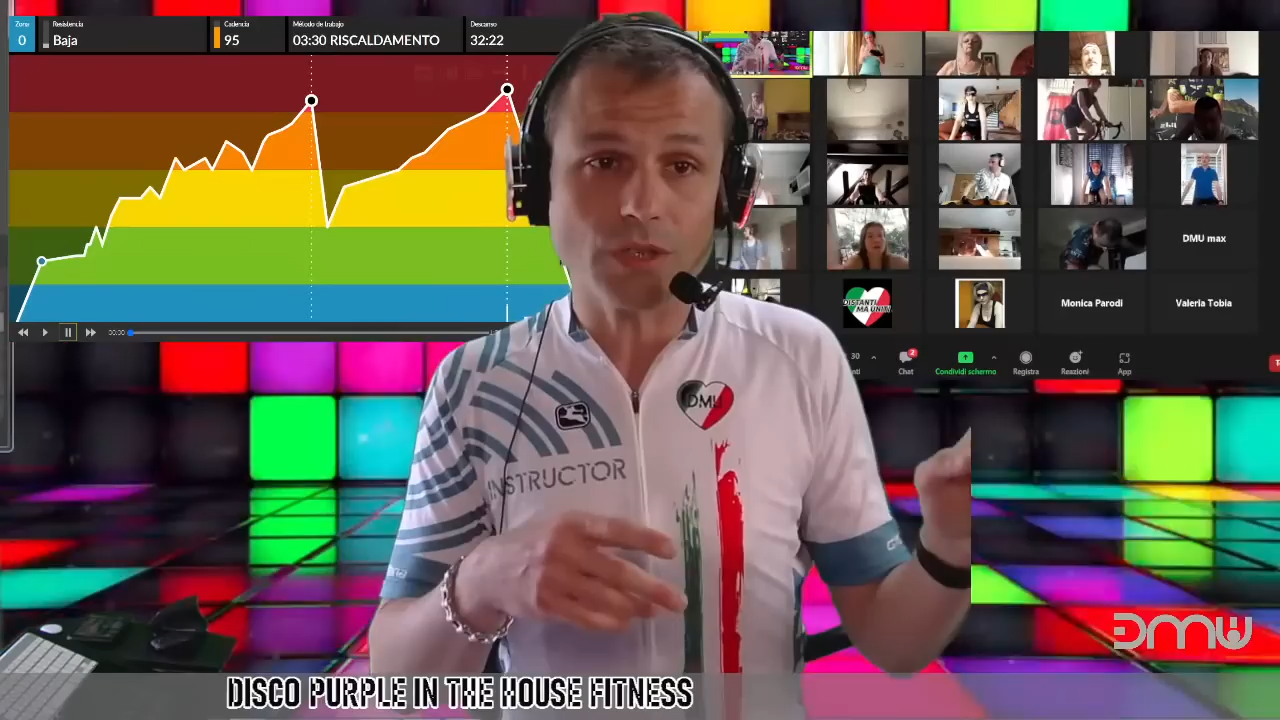 Zona
0
Resistencia
Baja
Cadencia
95
Método de trabajo
03:30 RISCALDAMENTO
Descanso
32:22
00:00
DISTANTI
MA UNITI
DMU max
Monica Parodi
Valeria Tobia
30
Chat
2
Condividi schermo
Registra
Reazioni
App
DMU
INSTRUCTOR
DMW
DISCO PURPLE IN THE HOUSE FITNESS